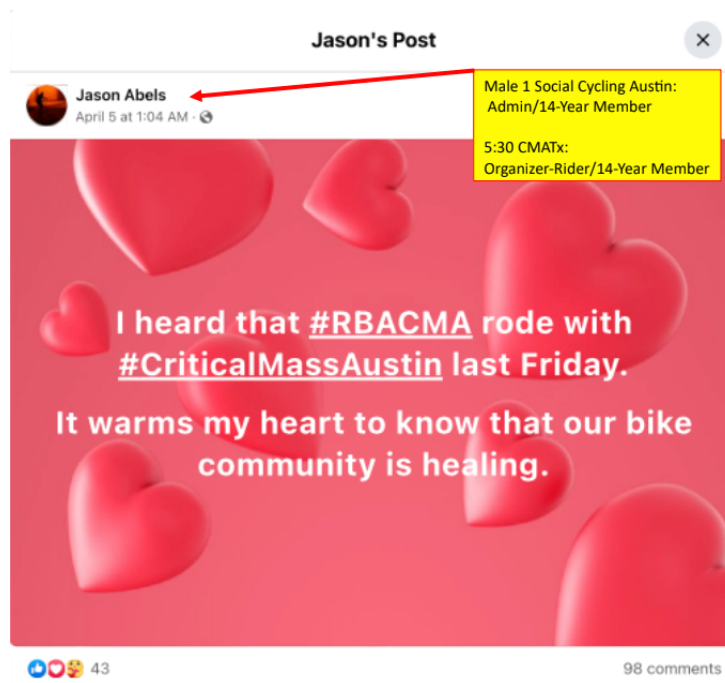 Jason's Post
Jason Abels
April 5 at 1:04 AM ·
Male 1 Social Cycling Austin:
Admin/14-Year Member
5:30 CMATx:
Organizer-Rider/14-Year Member
I heard that #RBACMA rode with
#CriticalMassAustin last Friday.
It warms my heart to know that our bike
community is healing.
43
98 comments